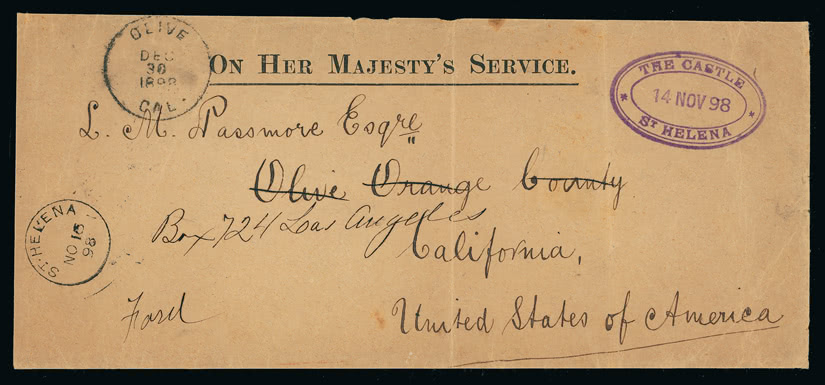 OLIVE
DEC
30
1898
CAL.
ON HER MAJESTY'S SERVICE.
THE CASTLE
* 14 NOV 98 *
ST HELENA
L. M. Passmore Esqre
Olive Orange County
Box 724 Los Angeles
California,
ST. HELENA
NO 15
98
Ford
United States of America